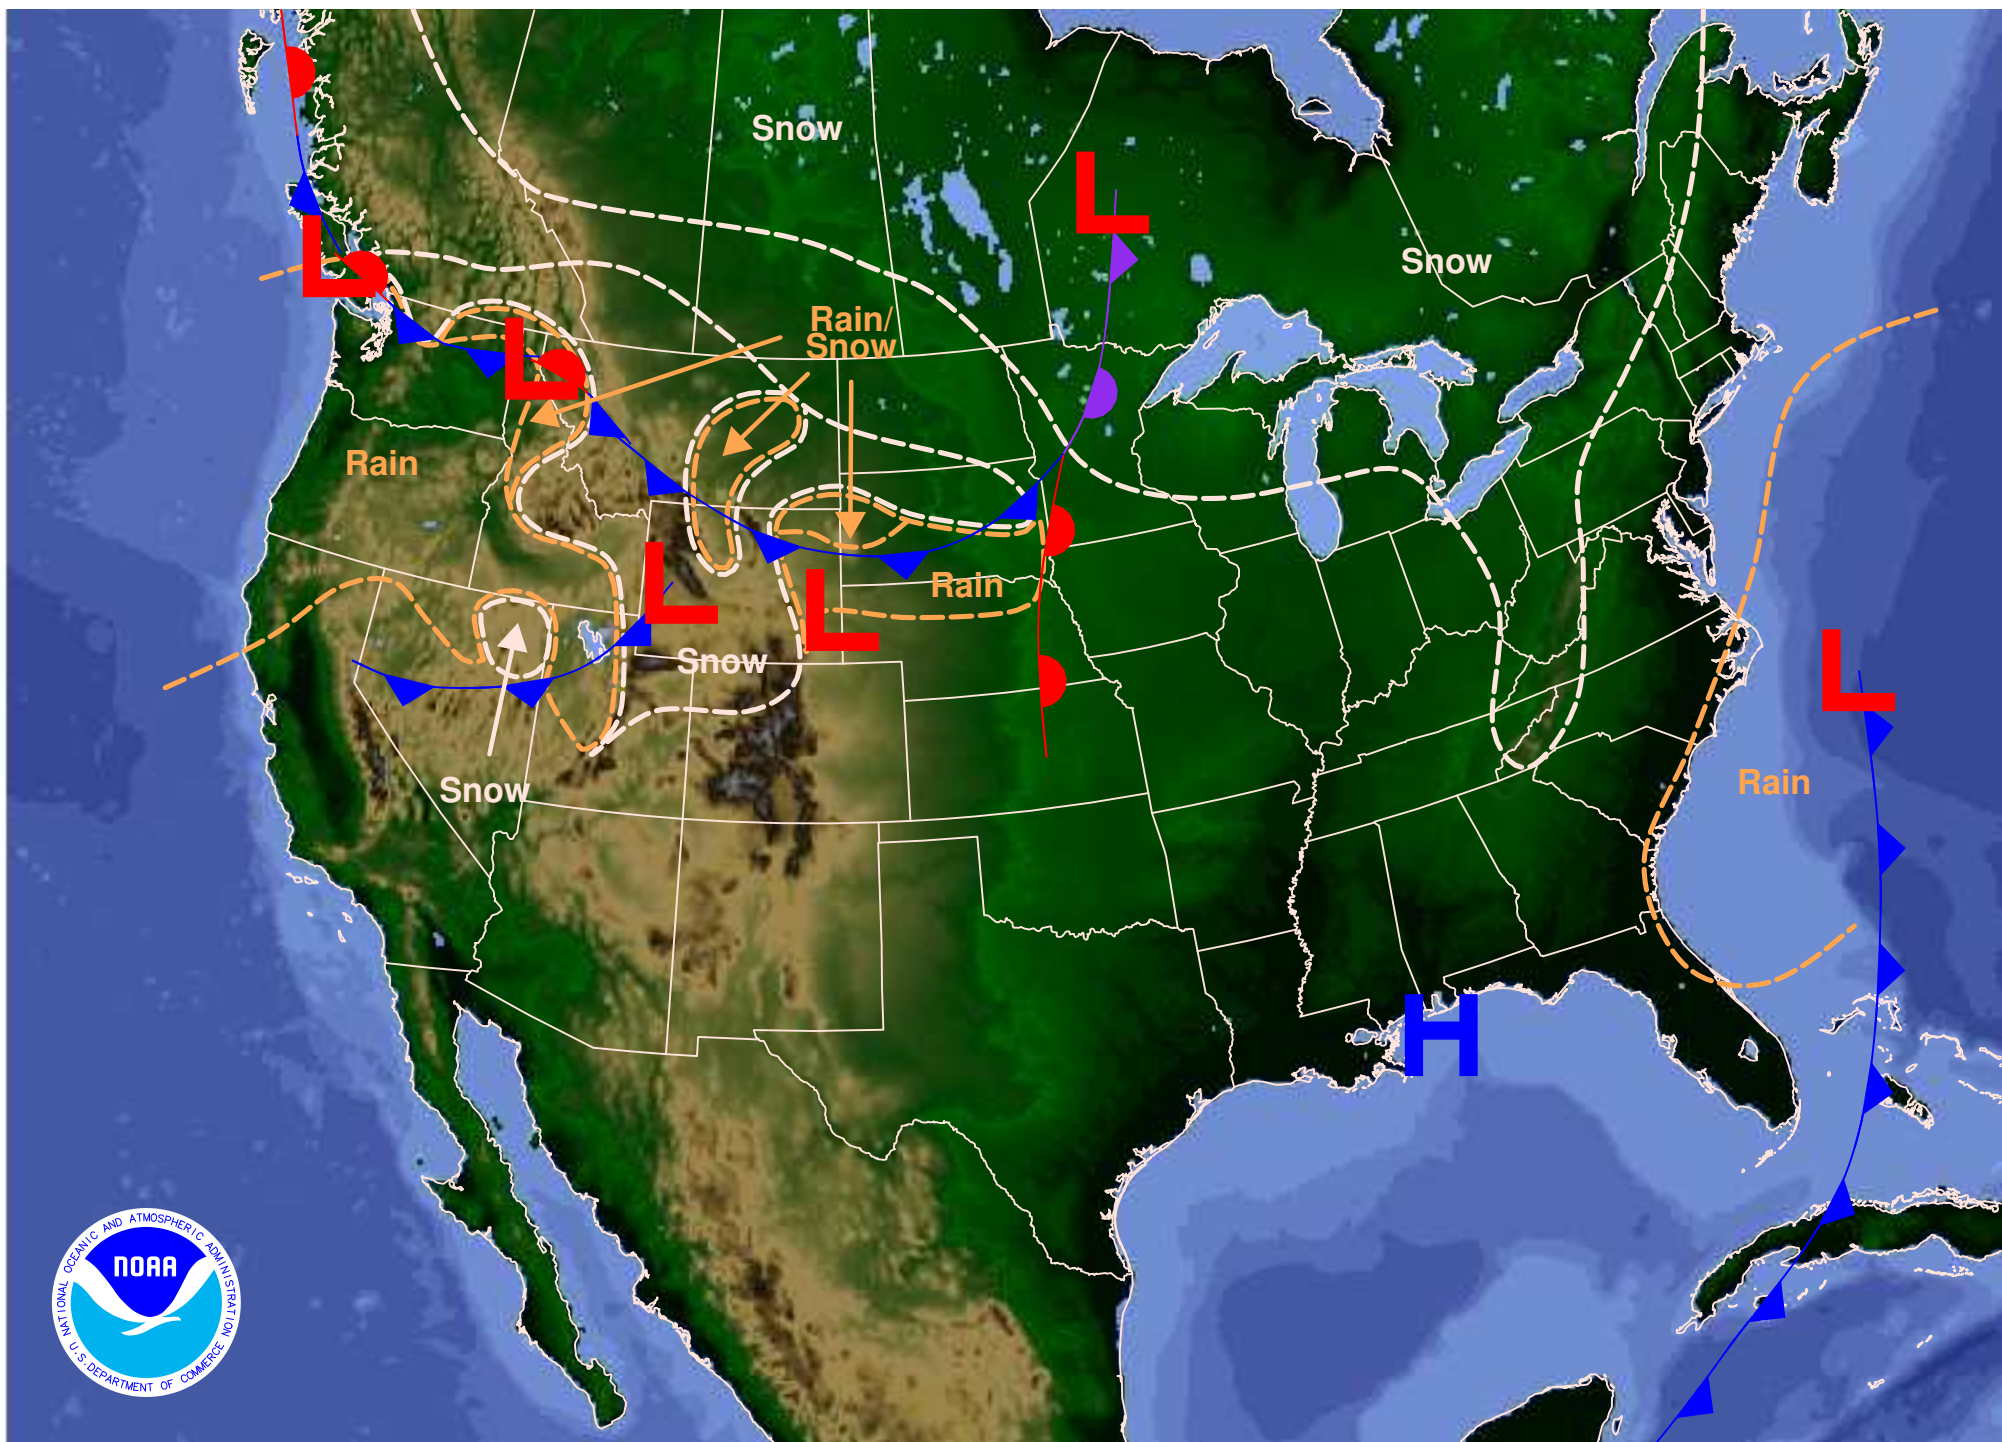 Snow
L
L
Snow
Rain/
Snow
L
Rain
L
L
Rain
L
Snow
Rain
Snow
H
NATIONAL OCEANIC AND ATMOSPHERIC ADMINISTRATION
NOAA
U.S. DEPARTMENT OF COMMERCE